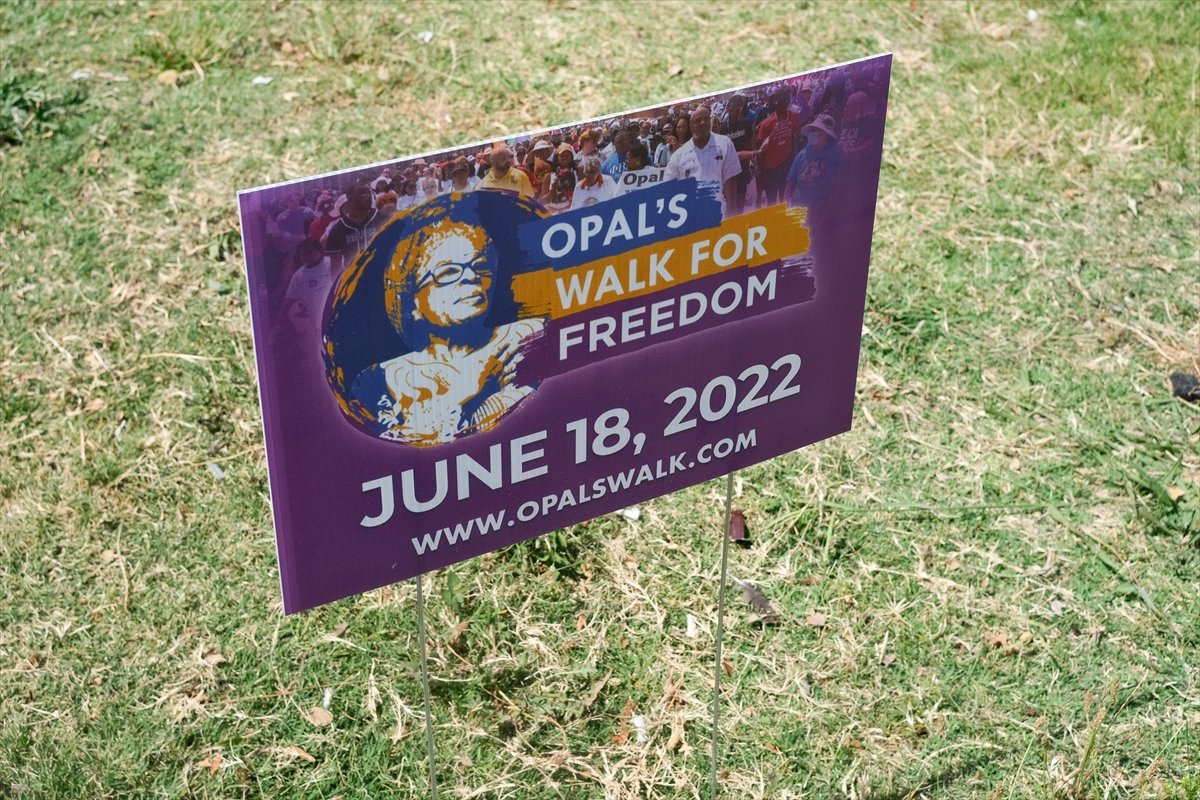 Opal
OPAL'S
WALK FOR
FREEDOM
JUNE 18, 2022
WWW.OPALSWALK.COM